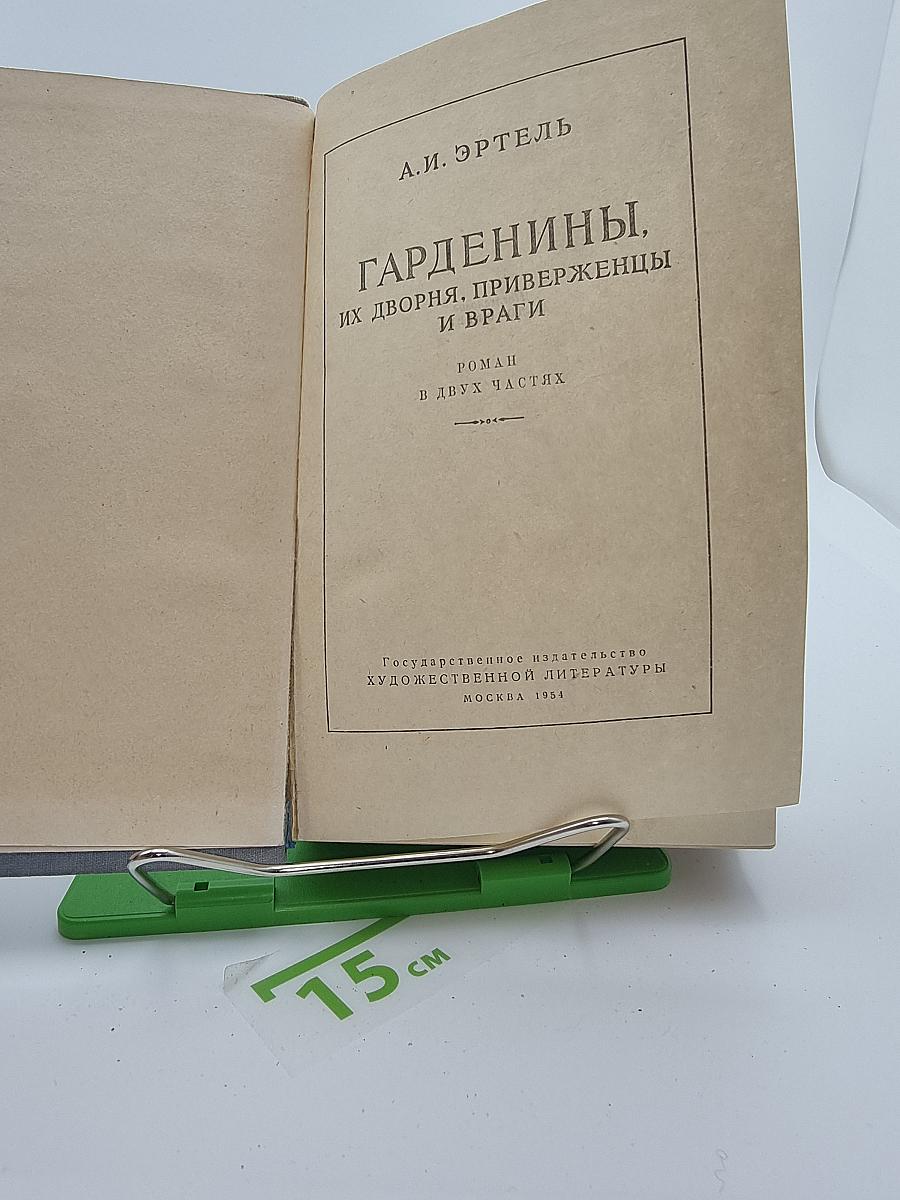 А.И. ЭРТЕЛЬ
ГАРДЕНИНЫ,
ИХ ДВОРНЯ, ПРИВЕРЖЕНЦЫ
И ВРАГИ
РОМАН
В ДВУХ ЧАСТЯХ
Государственное издательство
ХУДОЖЕСТВЕННОЙ ЛИТЕРАТУРЫ
МОСКВА 1954
15 см